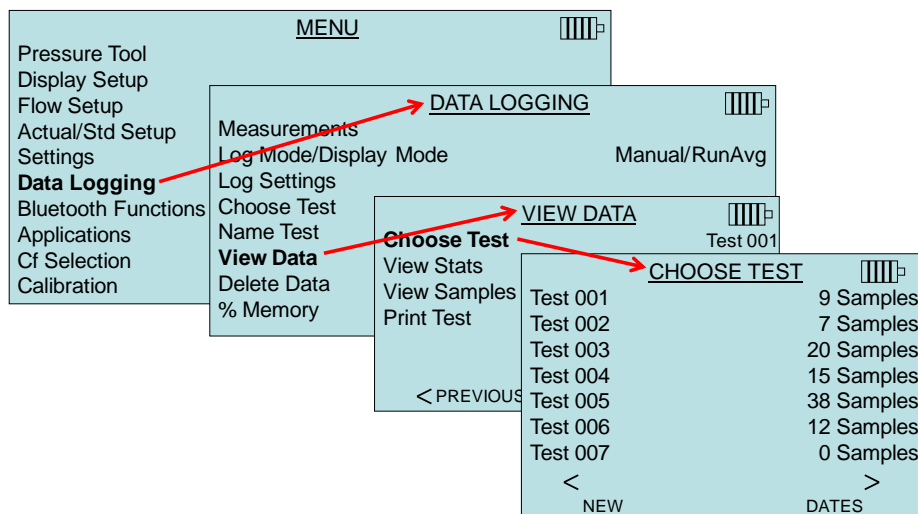 MENU
Pressure Tool
Display Setup
Flow Setup
Actual/Std Setup
Settings
Data Logging
Bluetooth Functions
Applications
Cf Selection
Calibration
DATA LOGGING
Measurements
Log Mode/Display Mode Manual/RunAvg
Log Settings
Choose Test
Name Test
View Data
Delete Data
% Memory
VIEW DATA
Choose Test Test 001
View Stats
View Samples
Print Test
< PREVIOUS
CHOOSE TEST
Test 001 9 Samples
Test 002 7 Samples
Test 003 20 Samples
Test 004 15 Samples
Test 005 38 Samples
Test 006 12 Samples
Test 007 0 Samples
< >
NEW DATES